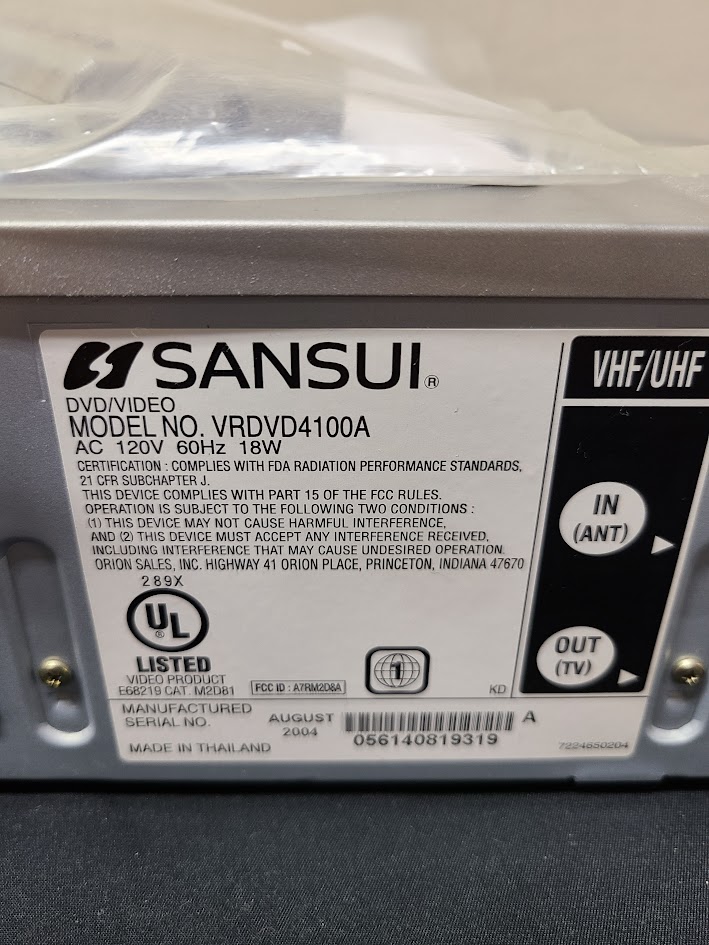 SANSUI®
DVD/VIDEO
MODEL NO. VRDVD4100A
AC 120V 60Hz 18W
CERTIFICATION : COMPLIES WITH FDA RADIATION PERFORMANCE STANDARDS,
21 CFR SUBCHAPTER J.
THIS DEVICE COMPLIES WITH PART 15 OF THE FCC RULES.
OPERATION IS SUBJECT TO THE FOLLOWING TWO CONDITIONS :
(1) THIS DEVICE MAY NOT CAUSE HARMFUL INTERFERENCE,
AND (2) THIS DEVICE MUST ACCEPT ANY INTERFERENCE RECEIVED,
INCLUDING INTERFERENCE THAT MAY CAUSE UNDESIRED OPERATION.
ORION SALES, INC. HIGHWAY 41 ORION PLACE, PRINCETON, INDIANA 47670
289X
UL®
LISTED
VIDEO PRODUCT
E68219 CAT. M2D81
FCC ID : A7RM2D8A
1
KD
MANUFACTURED AUGUST 2004
SERIAL NO. 056140819319 A
MADE IN THAILAND
7224650204
VHF/UHF
IN
(ANT)
OUT
(TV)